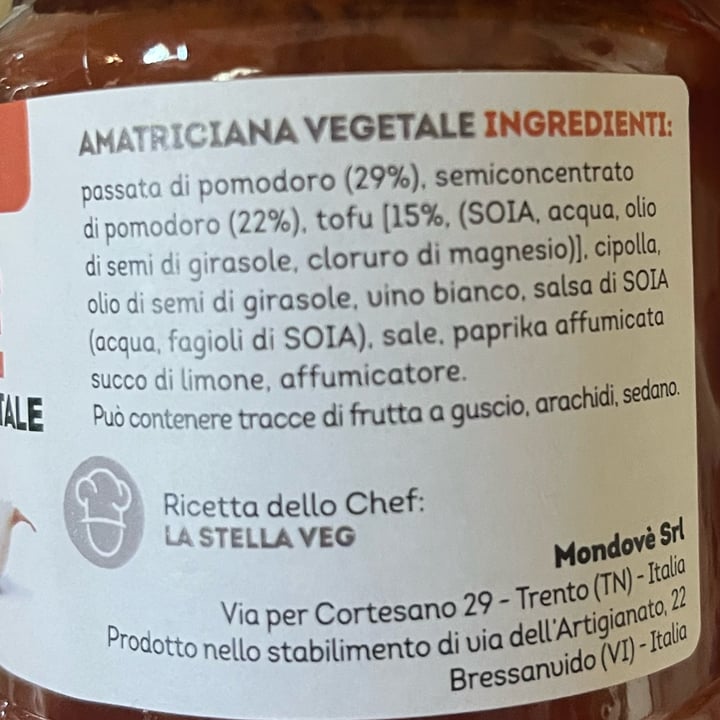 AMATRICIANA VEGETALE INGREDIENTI:
passata di pomodoro (29%), semiconcentrato
di pomodoro (22%), tofu [15%, (SOIA, acqua, olio
di semi di girasole, cloruro di magnesio)], cipolla,
olio di semi di girasole, vino bianco, salsa di SOIA
(acqua, fagioli di SOIA), sale, paprika affumicata
succo di limone, affumicatore.
Può contenere tracce di frutta a guscio, arachidi, sedano.
TALE
Ricetta dello Chef:
LA STELLA VEG
Mondovè Srl
Via per Cortesano 29 - Trento (TN) - Italia
Prodotto nello stabilimento di via dell'Artigianato, 22
Bressanvido (VI) - Italia